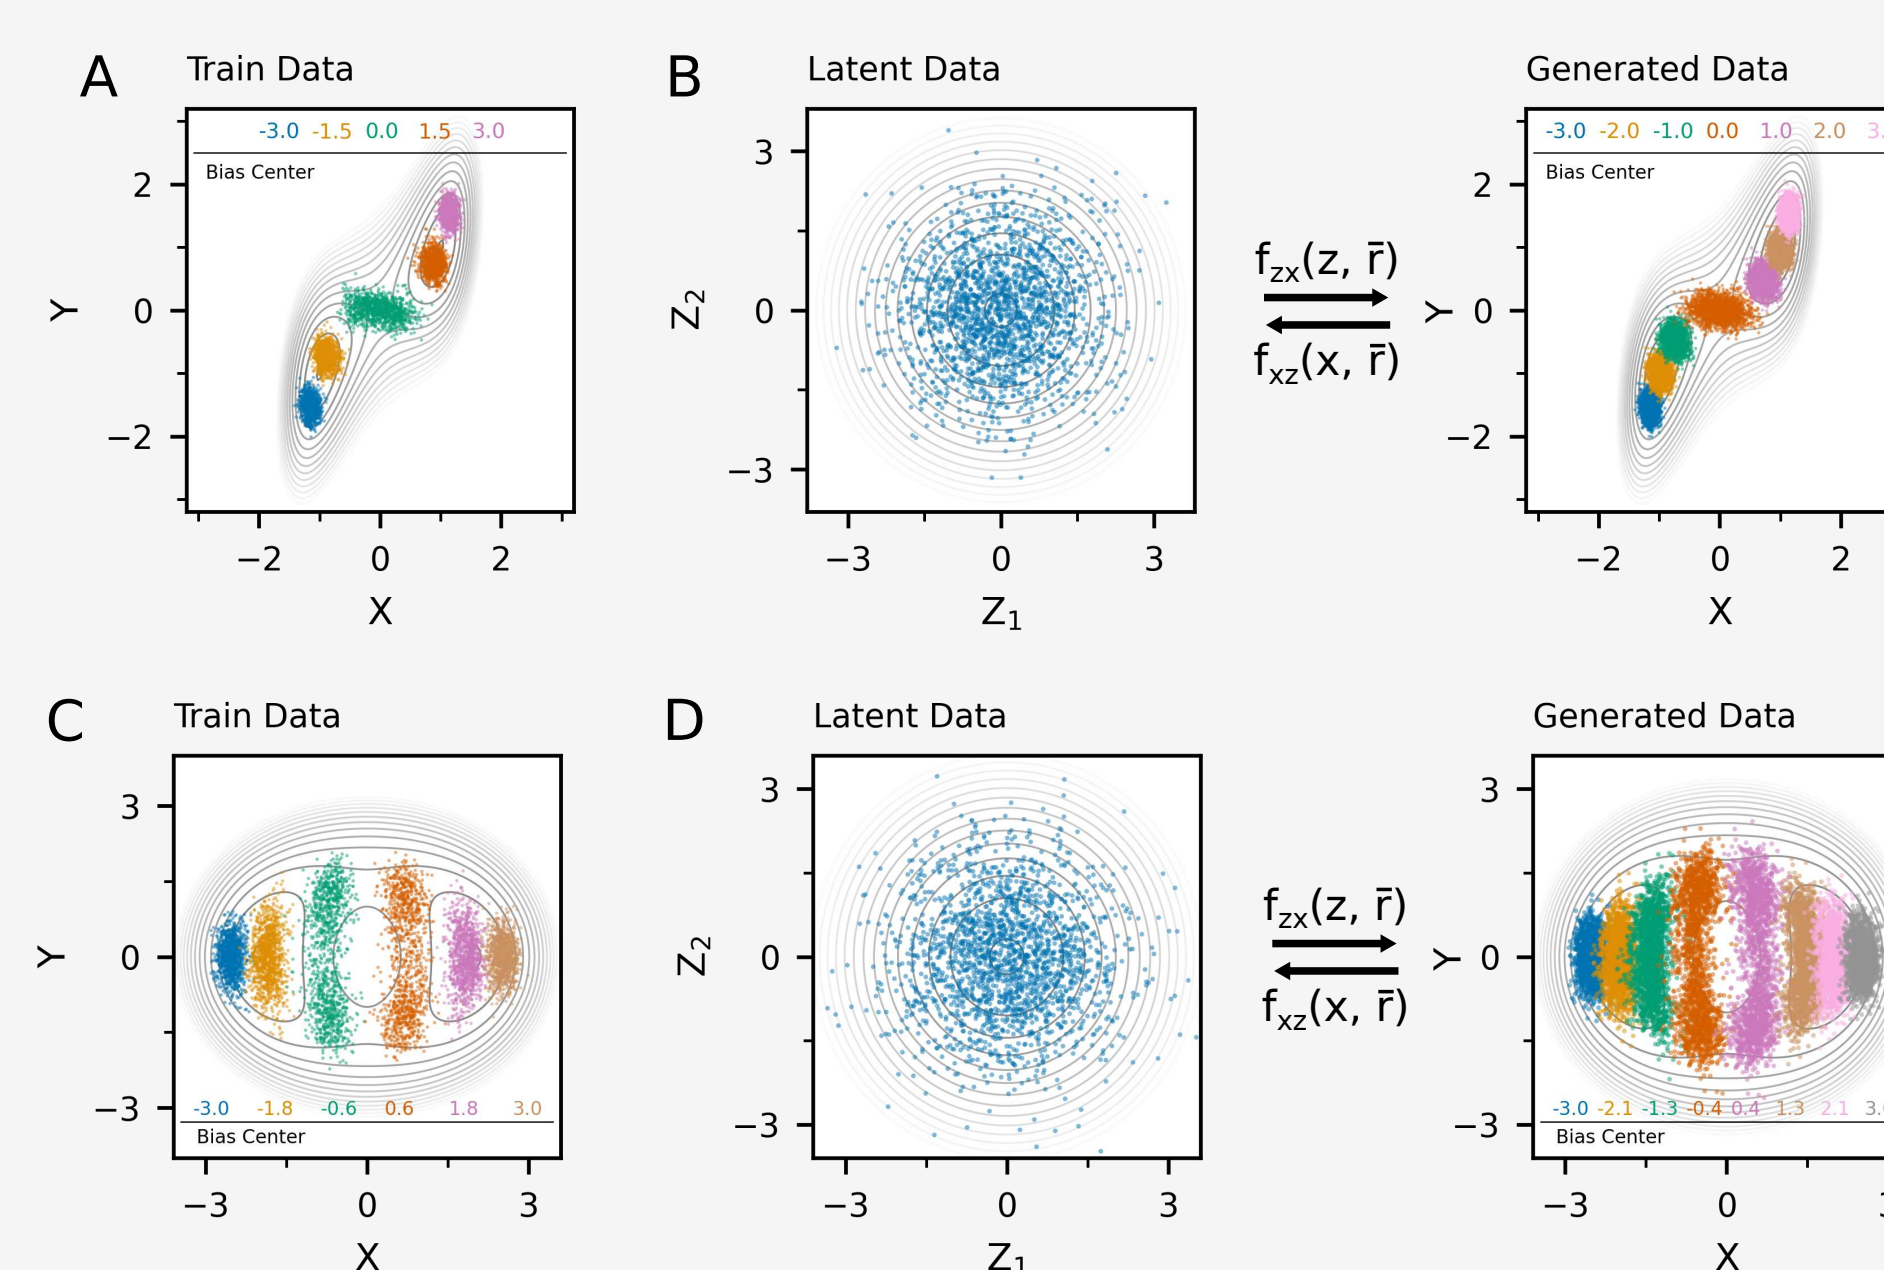 A
Train Data
-3.0 -1.5 0.0 1.5 3.0
Bias Center
Y
2
0
−2
−2 0 2
X
B
Latent Data
Z2
3
0
−3
−3 0 3
Z1
fzx(z, r̄)
fxz(x, r̄)
Generated Data
-3.0 -2.0 -1.0 0.0 1.0 2.0 3.
Bias Center
Y
2
0
−2
−2 0 2
X
C
Train Data
Y
3
0
−3
-3.0 -1.8 -0.6 0.6 1.8 3.0
Bias Center
−3 0 3
X
D
Latent Data
Z2
3
0
−3
−3 0 3
Z1
fzx(z, r̄)
fxz(x, r̄)
Generated Data
Y
3
0
−3
-3.0 -2.1 -1.3 -0.4 0.4 1.3 2.1 3.0
Bias Center
−3 0
X